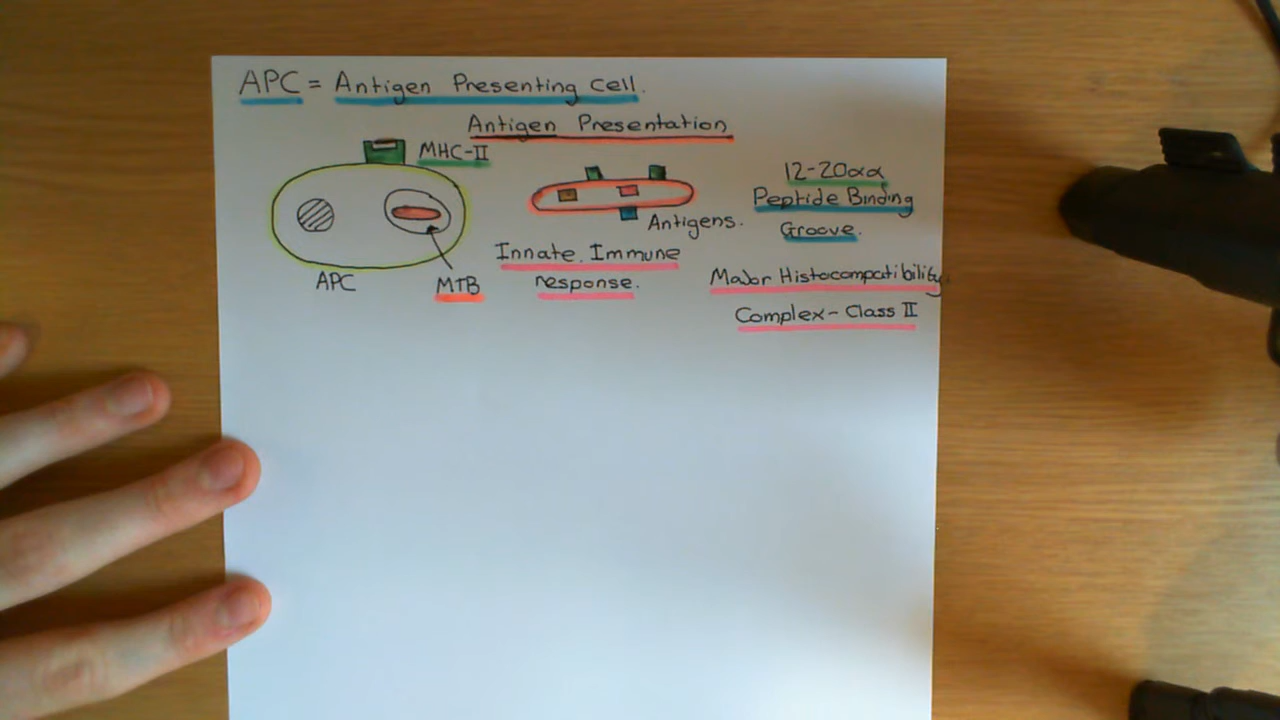 APC = Antigen Presenting Cell.
Antigen Presentation
MHC-II
12-20αα
Peptide Binding
Groove.
Antigens.
Innate Immune
response.
APC
MTB
Major Histocompatibility
Complex - Class II